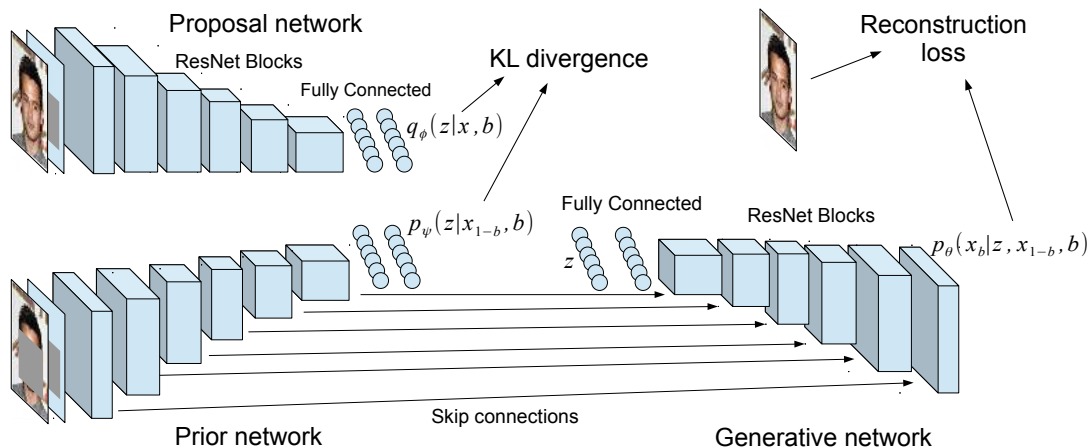 Proposal network
ResNet Blocks
Fully Connected
q_ϕ(z|x,b)
KL divergence
Reconstruction
loss
p_ψ(z|x_{1-b},b)
Fully Connected
z
ResNet Blocks
p_θ(x_b|z,x_{1-b},b)
Skip connections
Prior network
Generative network